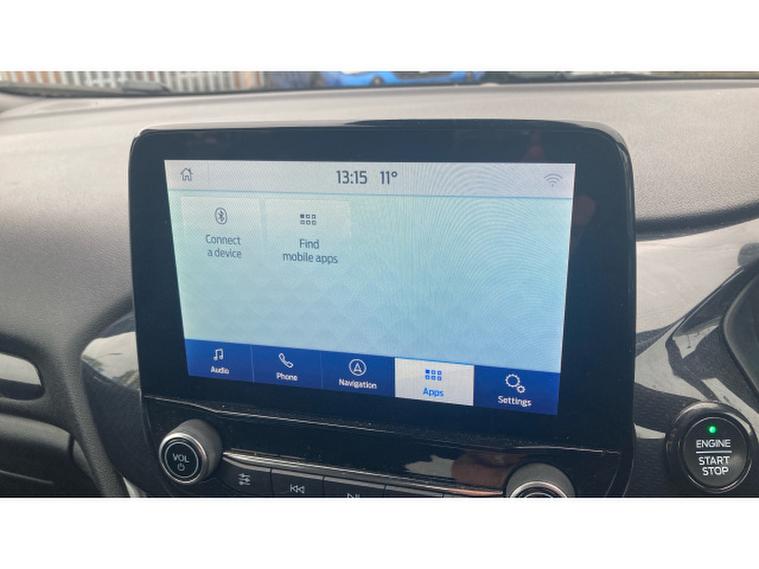 13:15 11°
Connect
a device
Find
mobile apps
Audio
Phone
Navigation
Apps
Settings
VOL
ENGINE
START
STOP